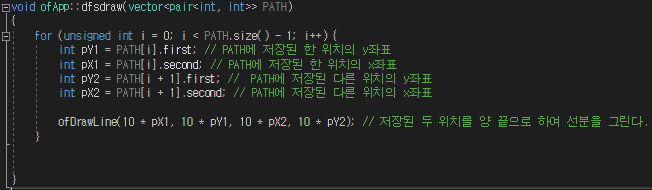 void ofApp::dfsdraw(vector<pair<int, int>> PATH)
{
for (unsigned int i = 0; i < PATH.size() - 1; i++){
int pY1 = PATH[i].first; // PATH에 저장된 한 위치의 y좌표
int pX1 = PATH[i].second; // PATH에 저장된 한 위치의 x좌표
int pY2 = PATH[i + 1].first; //  PATH에 저장된 다른 위치의 y좌표
int pX2 = PATH[i + 1].second; // PATH에 저장된 다른 위치의 x좌표
ofDrawLine(10 * pX1, 10 * pY1, 10 * pX2, 10 * pY2); // 저장된 두 위치를 양 끝으로 하여 선분을 그린다.
}
}